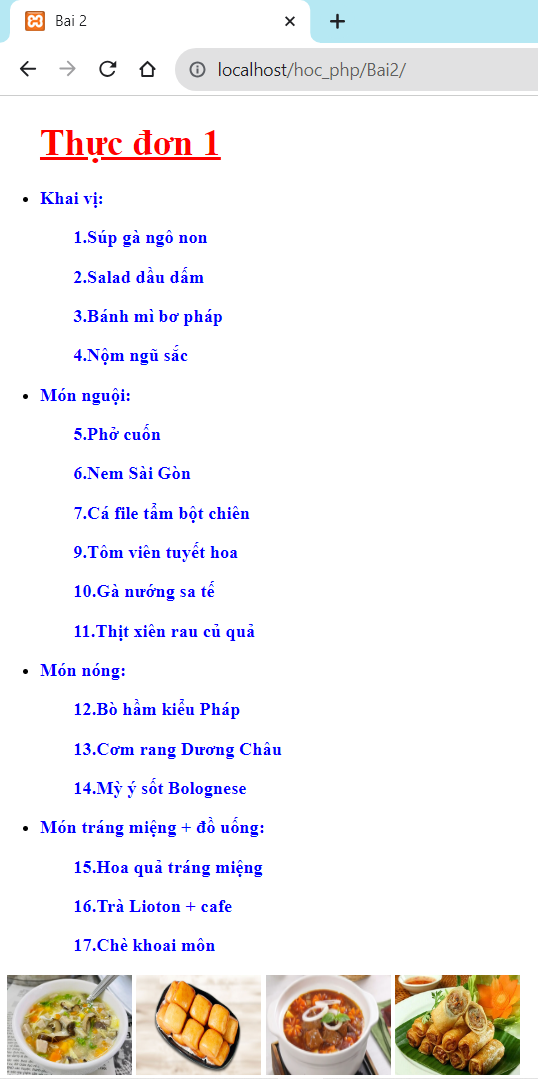 Bai 2
localhost/hoc_php/Bai2/
Thực đơn 1
Khai vị:
1.Súp gà ngô non
2.Salad dầu dấm
3.Bánh mì bơ pháp
4.Nộm ngũ sắc
Món nguội:
5.Phở cuốn
6.Nem Sài Gòn
7.Cá file tẩm bột chiên
9.Tôm viên tuyết hoa
10.Gà nướng sa tế
11.Thịt xiên rau củ quả
Món nóng:
12.Bò hầm kiểu Pháp
13.Cơm rang Dương Châu
14.Mỳ ý sốt Bolognese
Món tráng miệng + đồ uống:
15.Hoa quả tráng miệng
16.Trà Lioton + cafe
17.Chè khoai môn